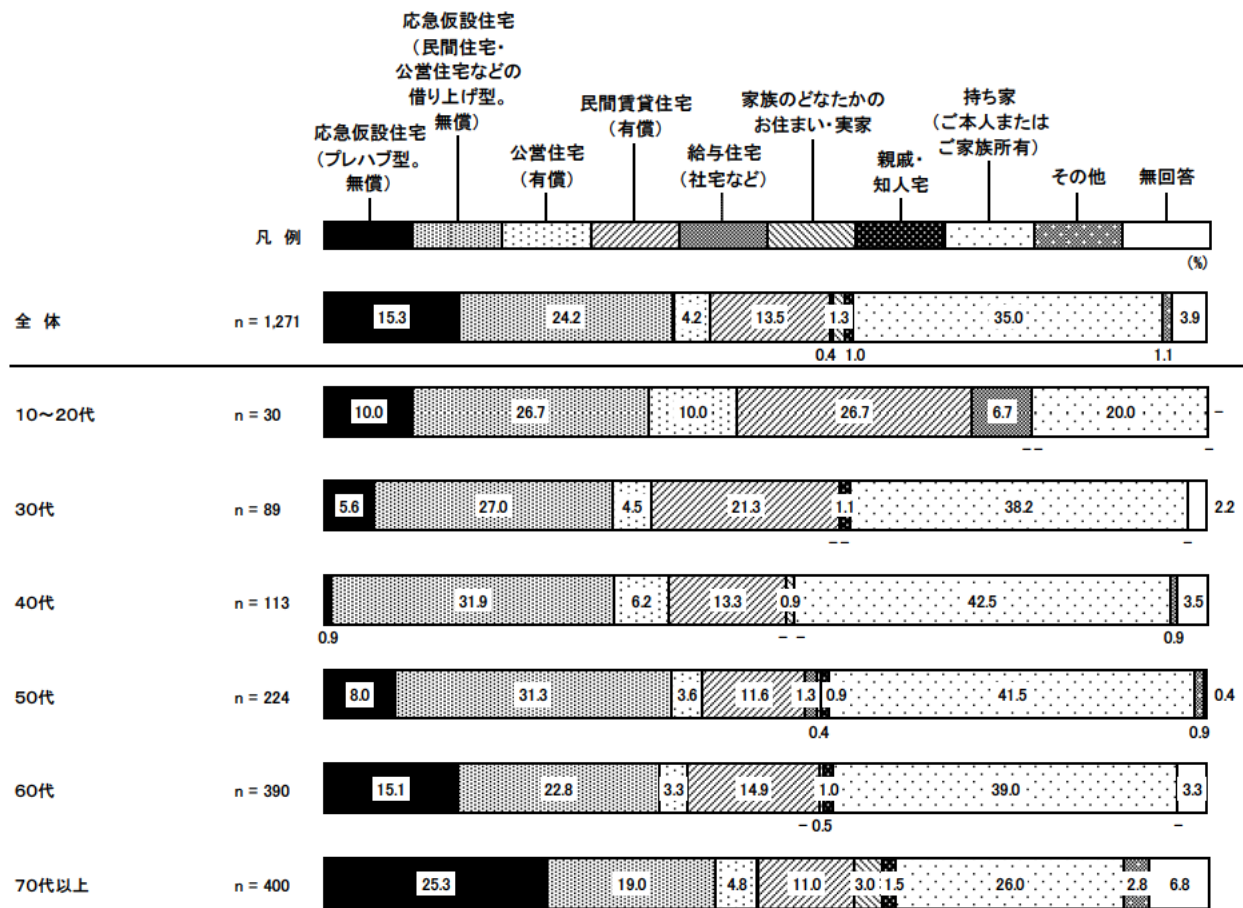 応急仮設住宅
（民間住宅・
公営住宅などの
借り上げ型。
無償）
応急仮設住宅
（プレハブ型。
無償）
公営住宅
（有償）
民間賃貸住宅
（有償）
給与住宅
（社宅など）
家族のどなたかの
お住まい・実家
親戚・
知人宅
持ち家
（ご本人または
ご家族所有）
その他
無回答
凡 例
(%)
全 体 n = 1,271 15.3 24.2 4.2 13.5 1.3 35.0 3.9
0.4 1.0 1.1
10～20代 n = 30 10.0 26.7 10.0 26.7 6.7 20.0 -
- - -
30代 n = 89 5.6 27.0 4.5 21.3 1.1 38.2 2.2
- - -
40代 n = 113 31.9 6.2 13.3 0.9 42.5 3.5
0.9 - - 0.9
50代 n = 224 8.0 31.3 3.6 11.6 1.3 0.9 41.5 0.4
0.4 0.9
60代 n = 390 15.1 22.8 3.3 14.9 1.0 39.0 3.3
- 0.5 -
70代以上 n = 400 25.3 19.0 4.8 11.0 3.0 1.5 26.0 2.8 6.8